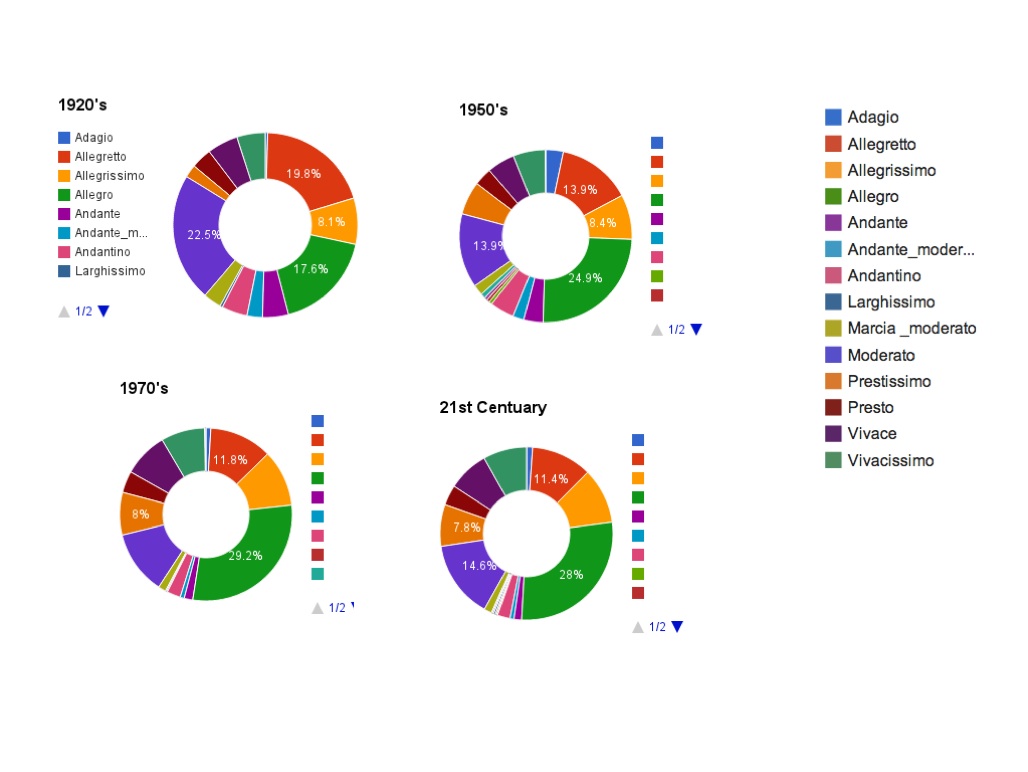 1920's
Adagio
Allegretto
Allegrissimo
Allegro
Andante
Andante_m...
Andantino
Larghissimo
1/2
19.8%
8.1%
17.6%
22.5%
1950's
13.9%
8.4%
24.9%
13.9%
1/2
Adagio
Allegretto
Allegrissimo
Allegro
Andante
Andante_moder...
Andantino
Larghissimo
Marcia _moderato
Moderato
Prestissimo
Presto
Vivace
Vivacissimo
1970's
11.8%
8%
29.2%
1/2
21st Centuary
11.4%
7.8%
14.6%
28%
1/2